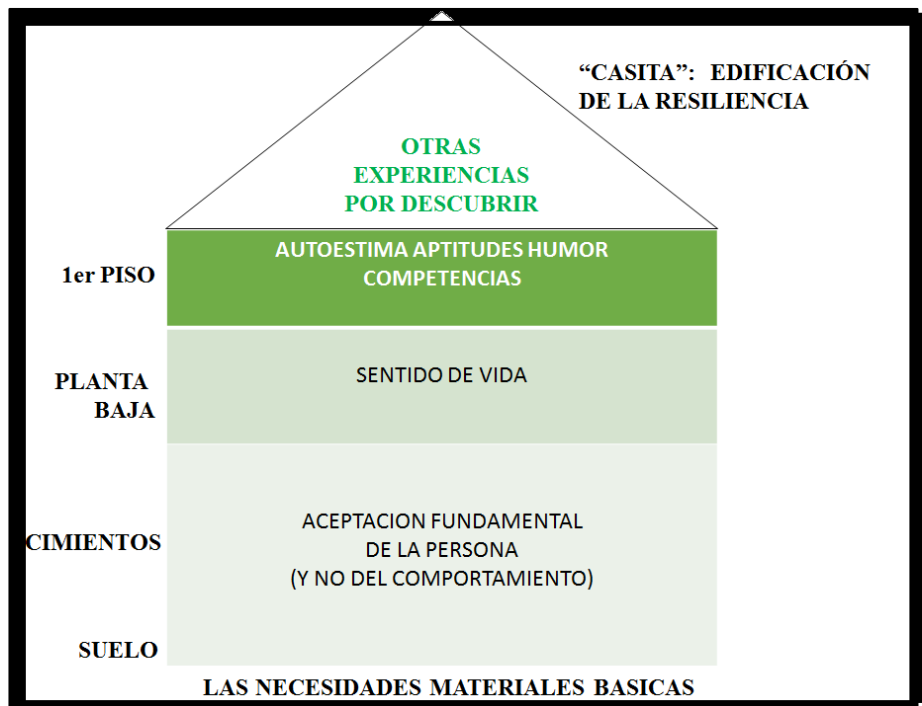 “CASITA”: EDIFICACIÓN
DE LA RESILIENCIA
OTRAS
EXPERIENCIAS
POR DESCUBRIR
1er PISO
AUTOESTIMA APTITUDES HUMOR
COMPETENCIAS
PLANTA
BAJA
SENTIDO DE VIDA
CIMIENTOS
ACEPTACION FUNDAMENTAL
DE LA PERSONA
(Y NO DEL COMPORTAMIENTO)
SUELO
LAS NECESIDADES MATERIALES BASICAS